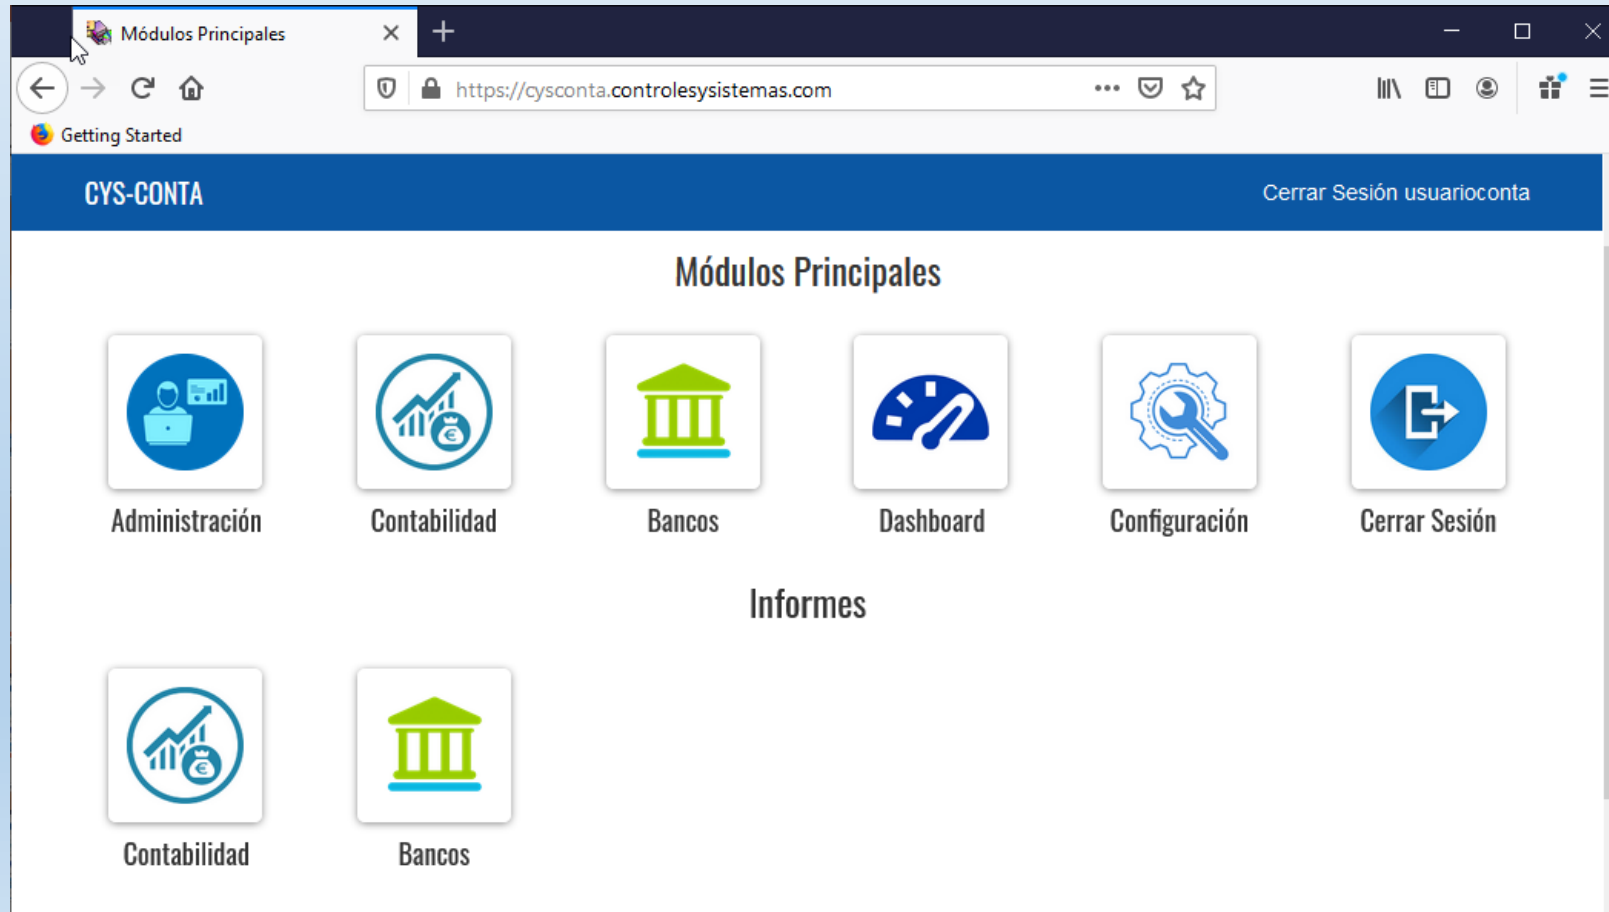 Módulos Principales
https://cysconta.controlesysistemas.com
Getting Started
CYS-CONTA
Cerrar Sesión usuarioconta
Módulos Principales
Administración
Contabilidad
Bancos
Dashboard
Configuración
Cerrar Sesión
Informes
Contabilidad
Bancos